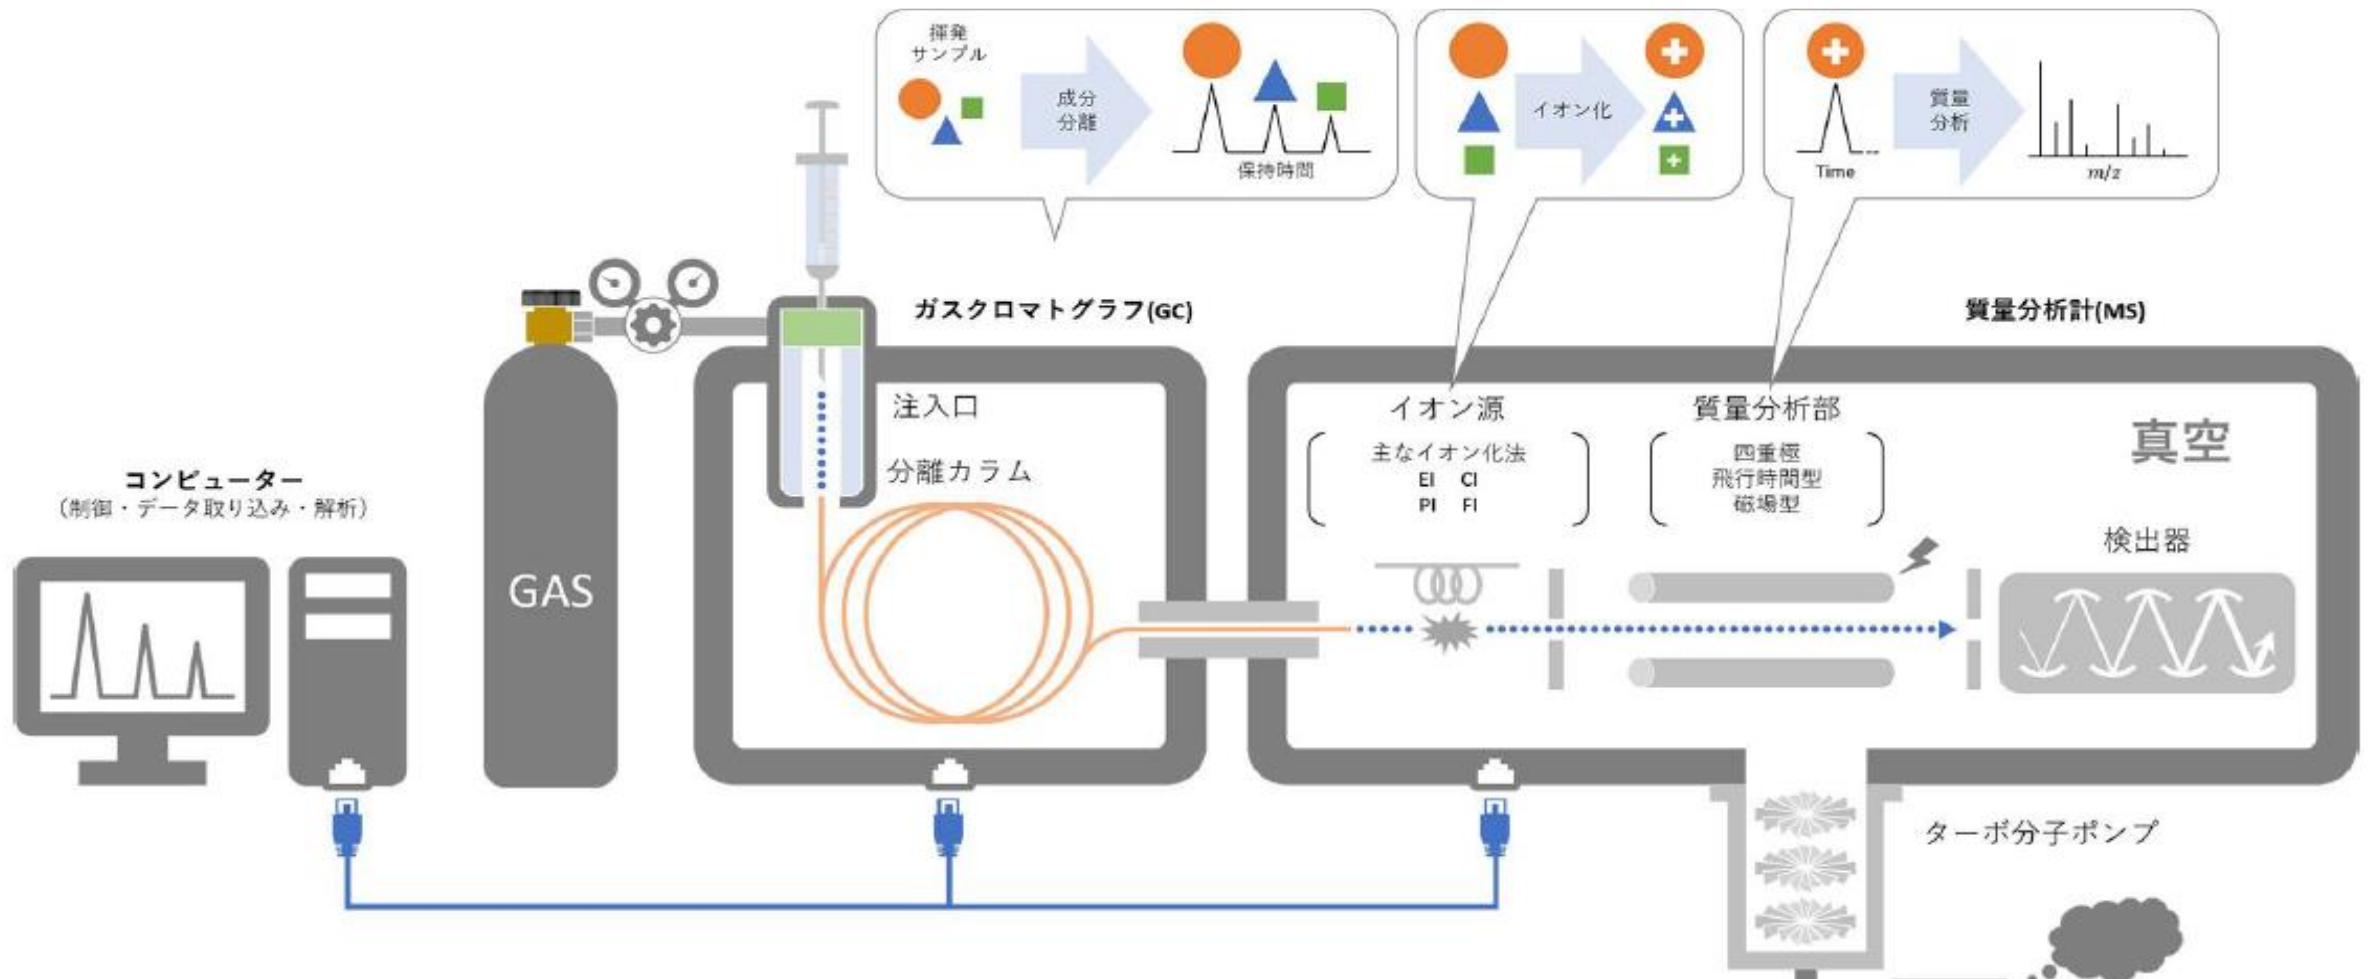 揮発
サンプル
成分
分離
保持時間
イオン化
Time
質量
分析
m/z
ガスクロマトグラフ(GC)
質量分析計(MS)
注入口
分離カラム
イオン源
主なイオン化法
EI CI
PI FI
質量分析部
四重極
飛行時間型
磁場型
真空
検出器
コンピューター
（制御・データ取り込み・解析）
GAS
ターボ分子ポンプ